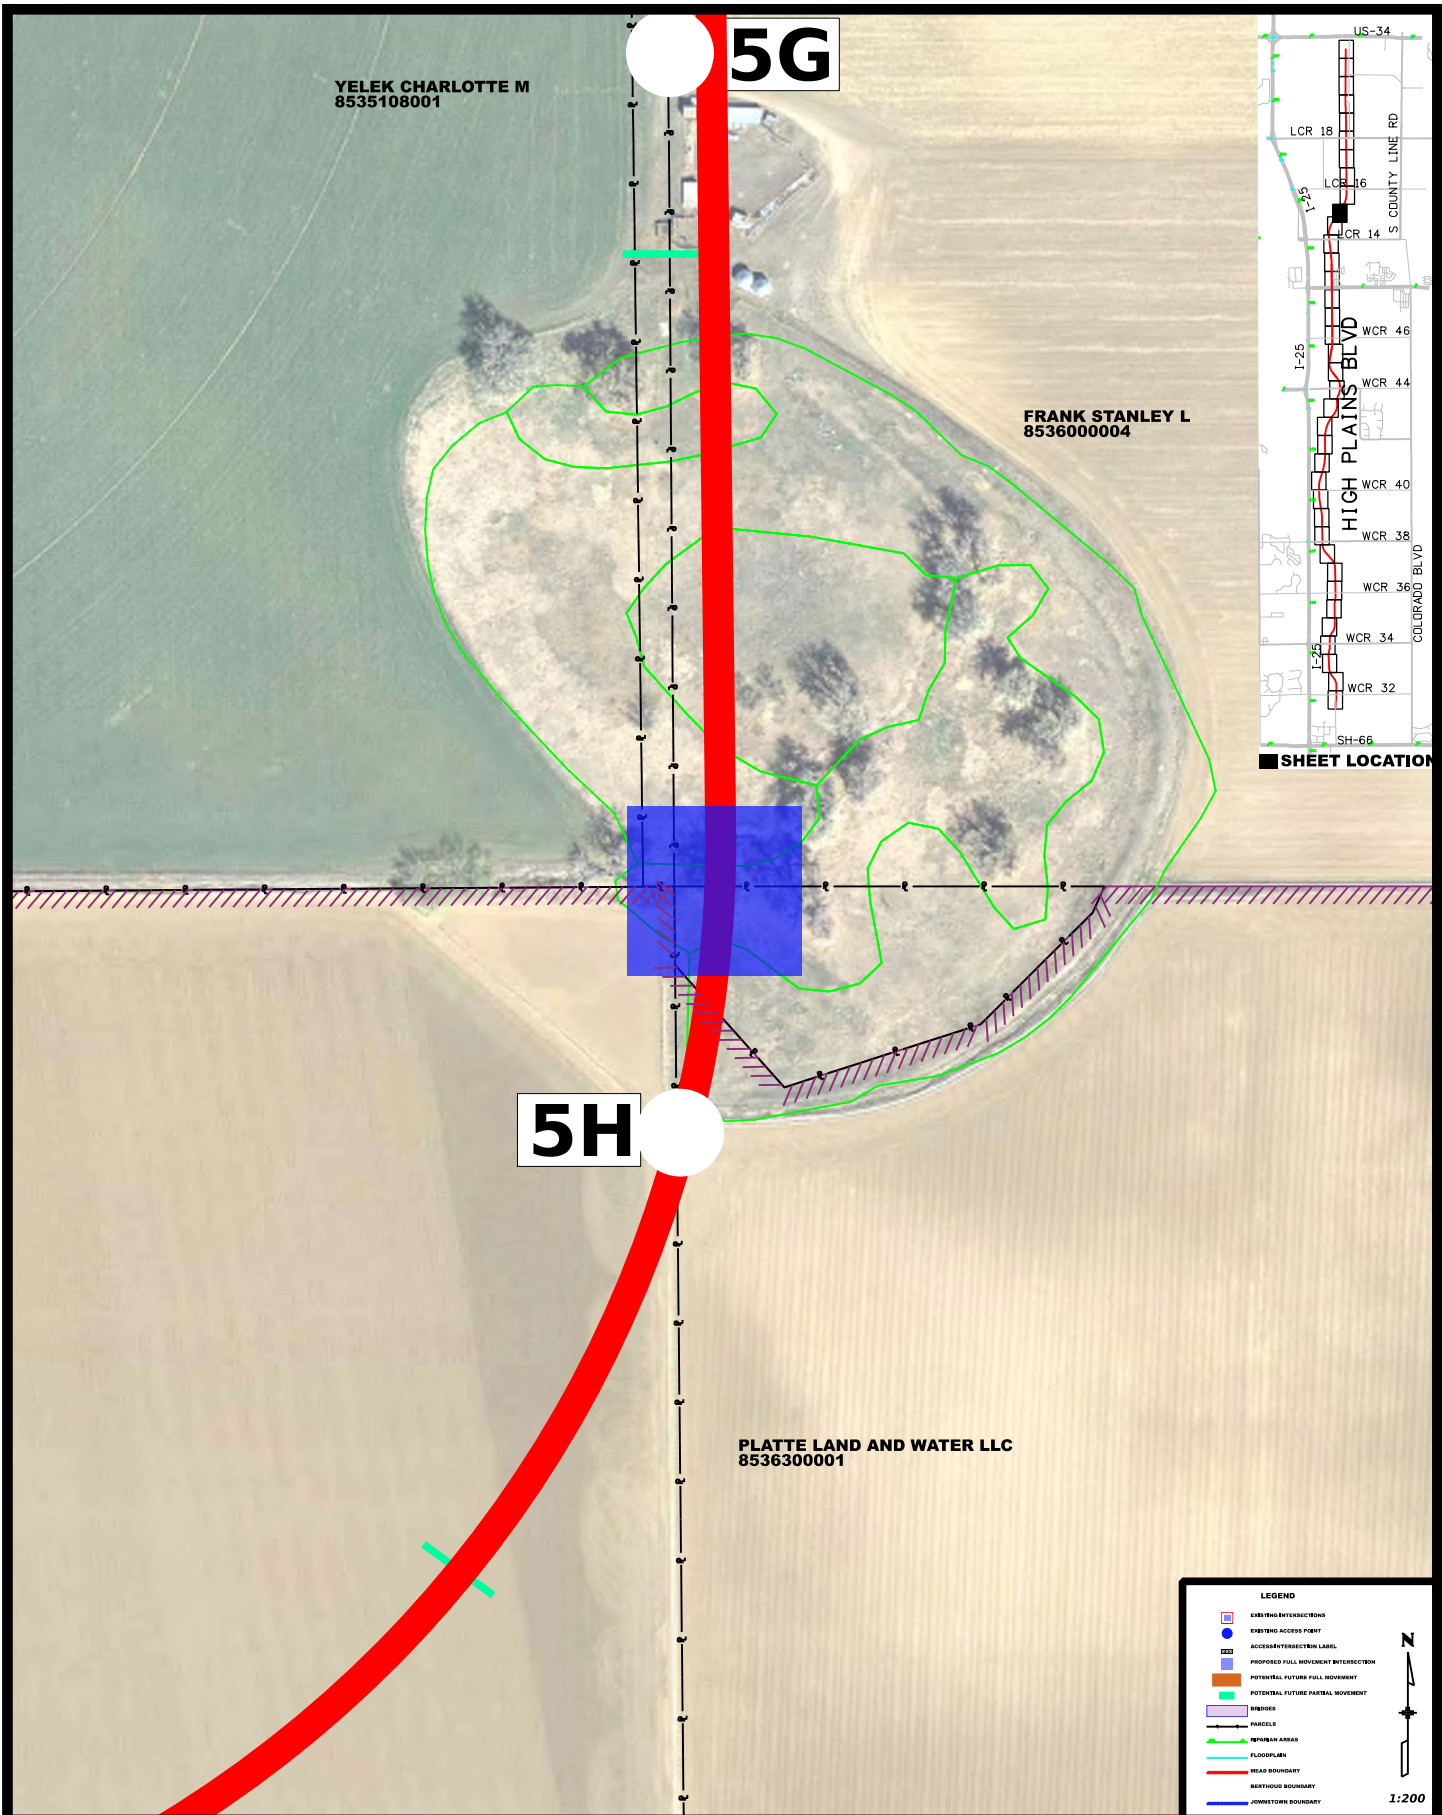 5G
YELEK CHARLOTTE M
8535108001
FRANK STANLEY L
8536000004
5H
PLATTE LAND AND WATER LLC
8536300001
US-34
LCR 18
S COUNTY LINE RD
LCR 16
I-25
LCR 14
HIGH PLAINS BLVD
WCR 46
I-25
WCR 44
WCR 40
WCR 38
WCR 36
COLORADO BLVD
WCR 34
I-25
WCR 32
SH-66
SHEET LOCATION
LEGEND
EXISTING INTERSECTIONS
EXISTING ACCESS POINT
ACCESS INTERSECTION LABEL
PROPOSED FULL MOVEMENT INTERSECTION
POTENTIAL FUTURE FULL MOVEMENT
POTENTIAL FUTURE PARTIAL MOVEMENT
BRIDGES
PARCELS
RIPARIAN AREAS
FLOODPLAIN
MEAD BOUNDARY
BERTHOUD BOUNDARY
JOWNSTOWN BOUNDARY
N
1:200